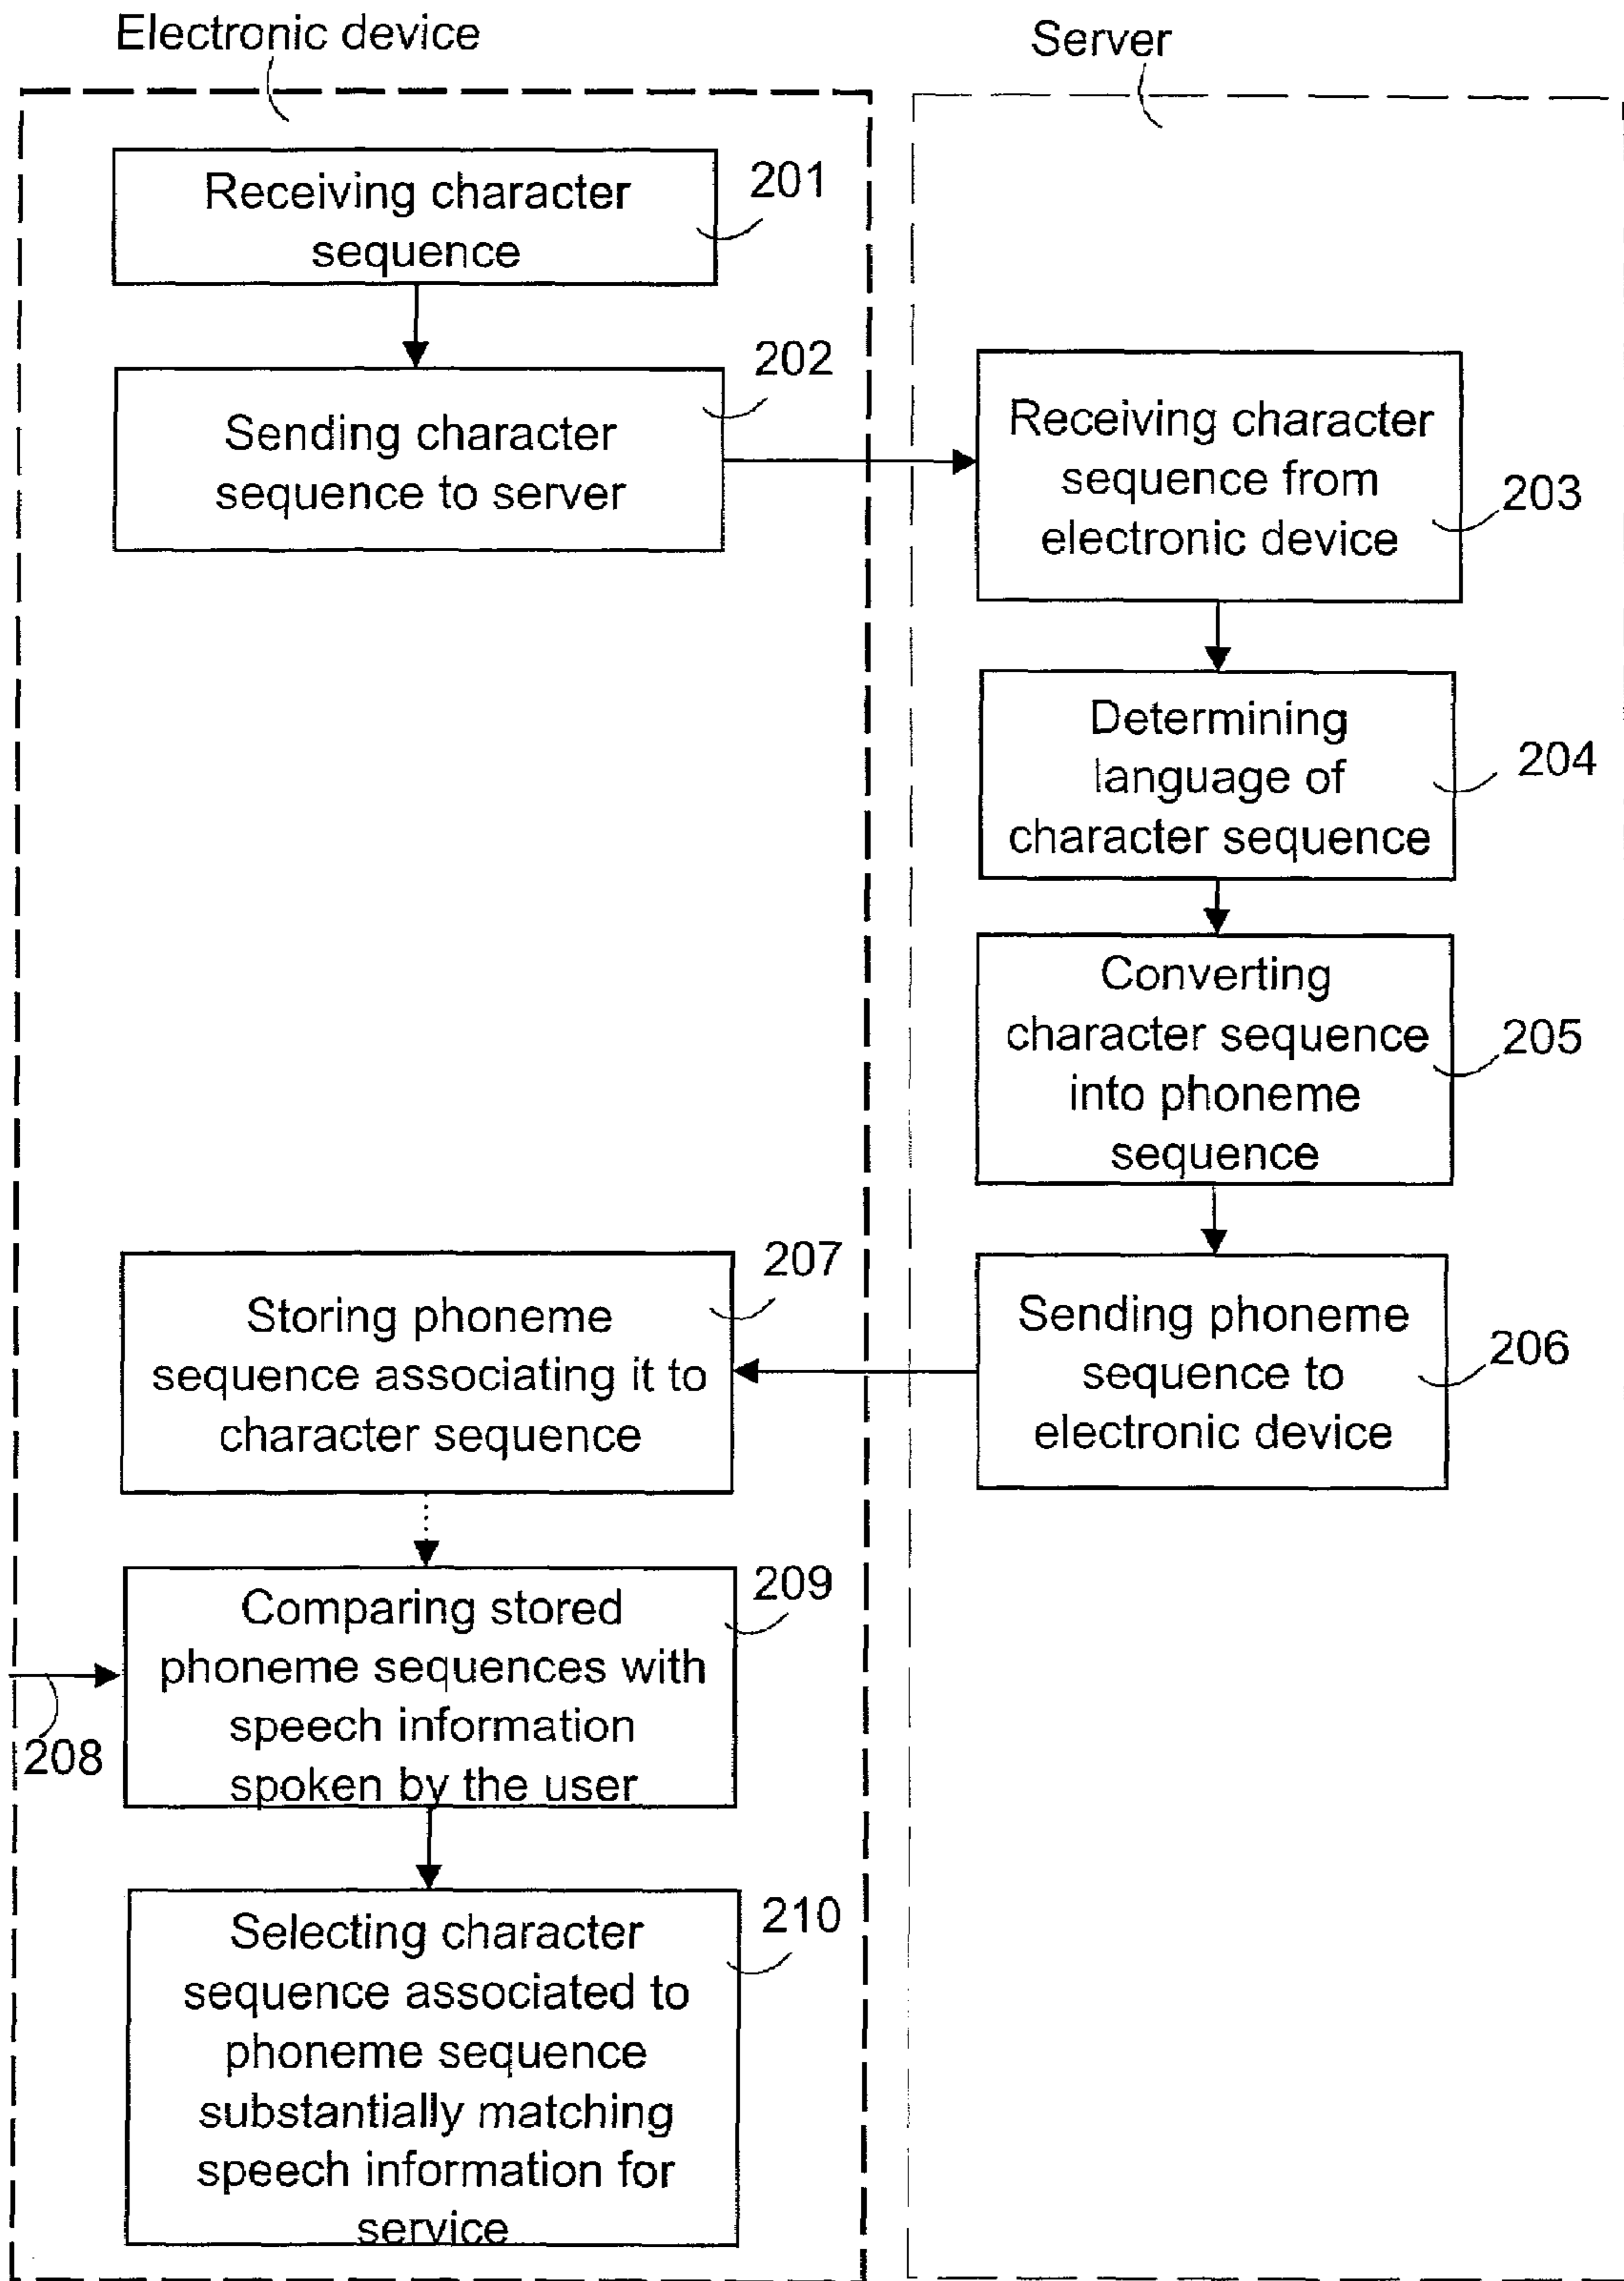 Electronic device
Server
Receiving character
sequence
201
Sending character
sequence to server
202
Receiving character
sequence from
electronic device
203
Determining
language of
character sequence
204
Converting
character sequence
into phoneme
sequence
205
Sending phoneme
sequence to
electronic device
206
Storing phoneme
sequence associating it to
character sequence
207
208
Comparing stored
phoneme sequences with
speech information
spoken by the user
209
Selecting character
sequence associated to
phoneme sequence
substantially matching
speech information for
service
210